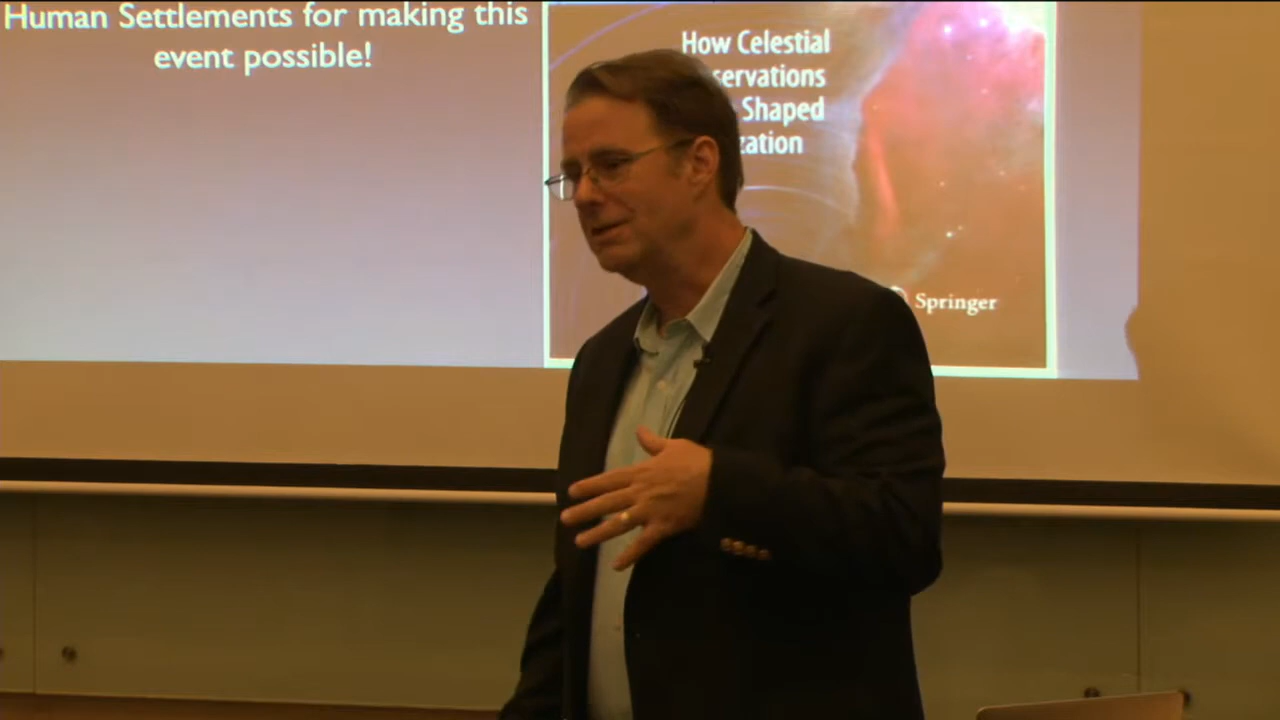 Human Settlements for making this
event possible!
How Celestial
servations
Shaped
zation
Springer